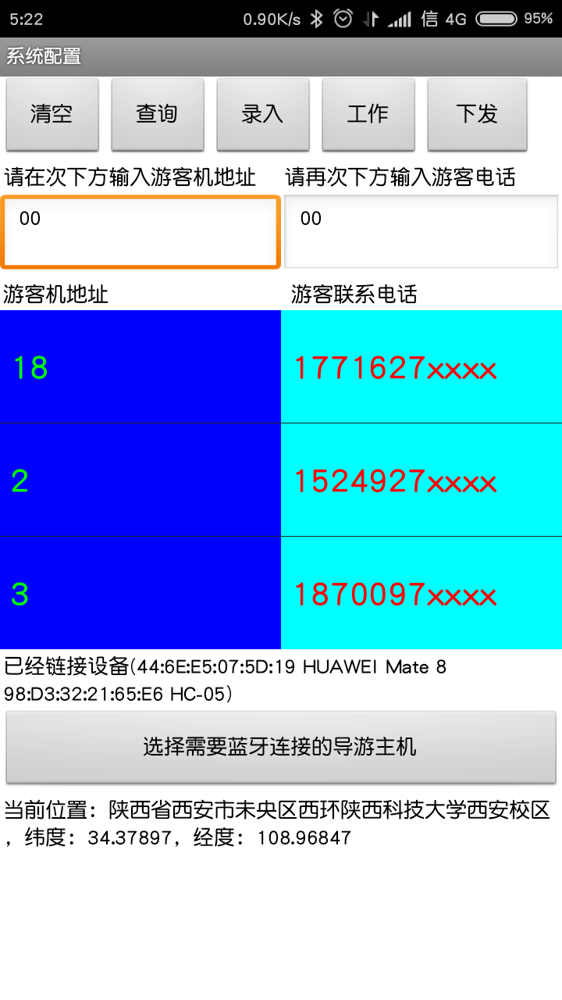 5:22 0.90K/s 信 4G 95%
系统配置
清空 查询 录入 工作 下发
请在次下方输入游客机地址 请再次下方输入游客电话
00 00
游客机地址 游客联系电话
18 1771627xxxx
2 1524927xxxx
3 1870097xxxx
已经链接设备(44:6E:E5:07:5D:19 HUAWEI Mate 8
98:D3:32:21:65:E6 HC-05)
选择需要蓝牙连接的导游主机
当前位置：陕西省西安市未央区西环陕西科技大学西安校区
，纬度：34.37897，经度：108.96847